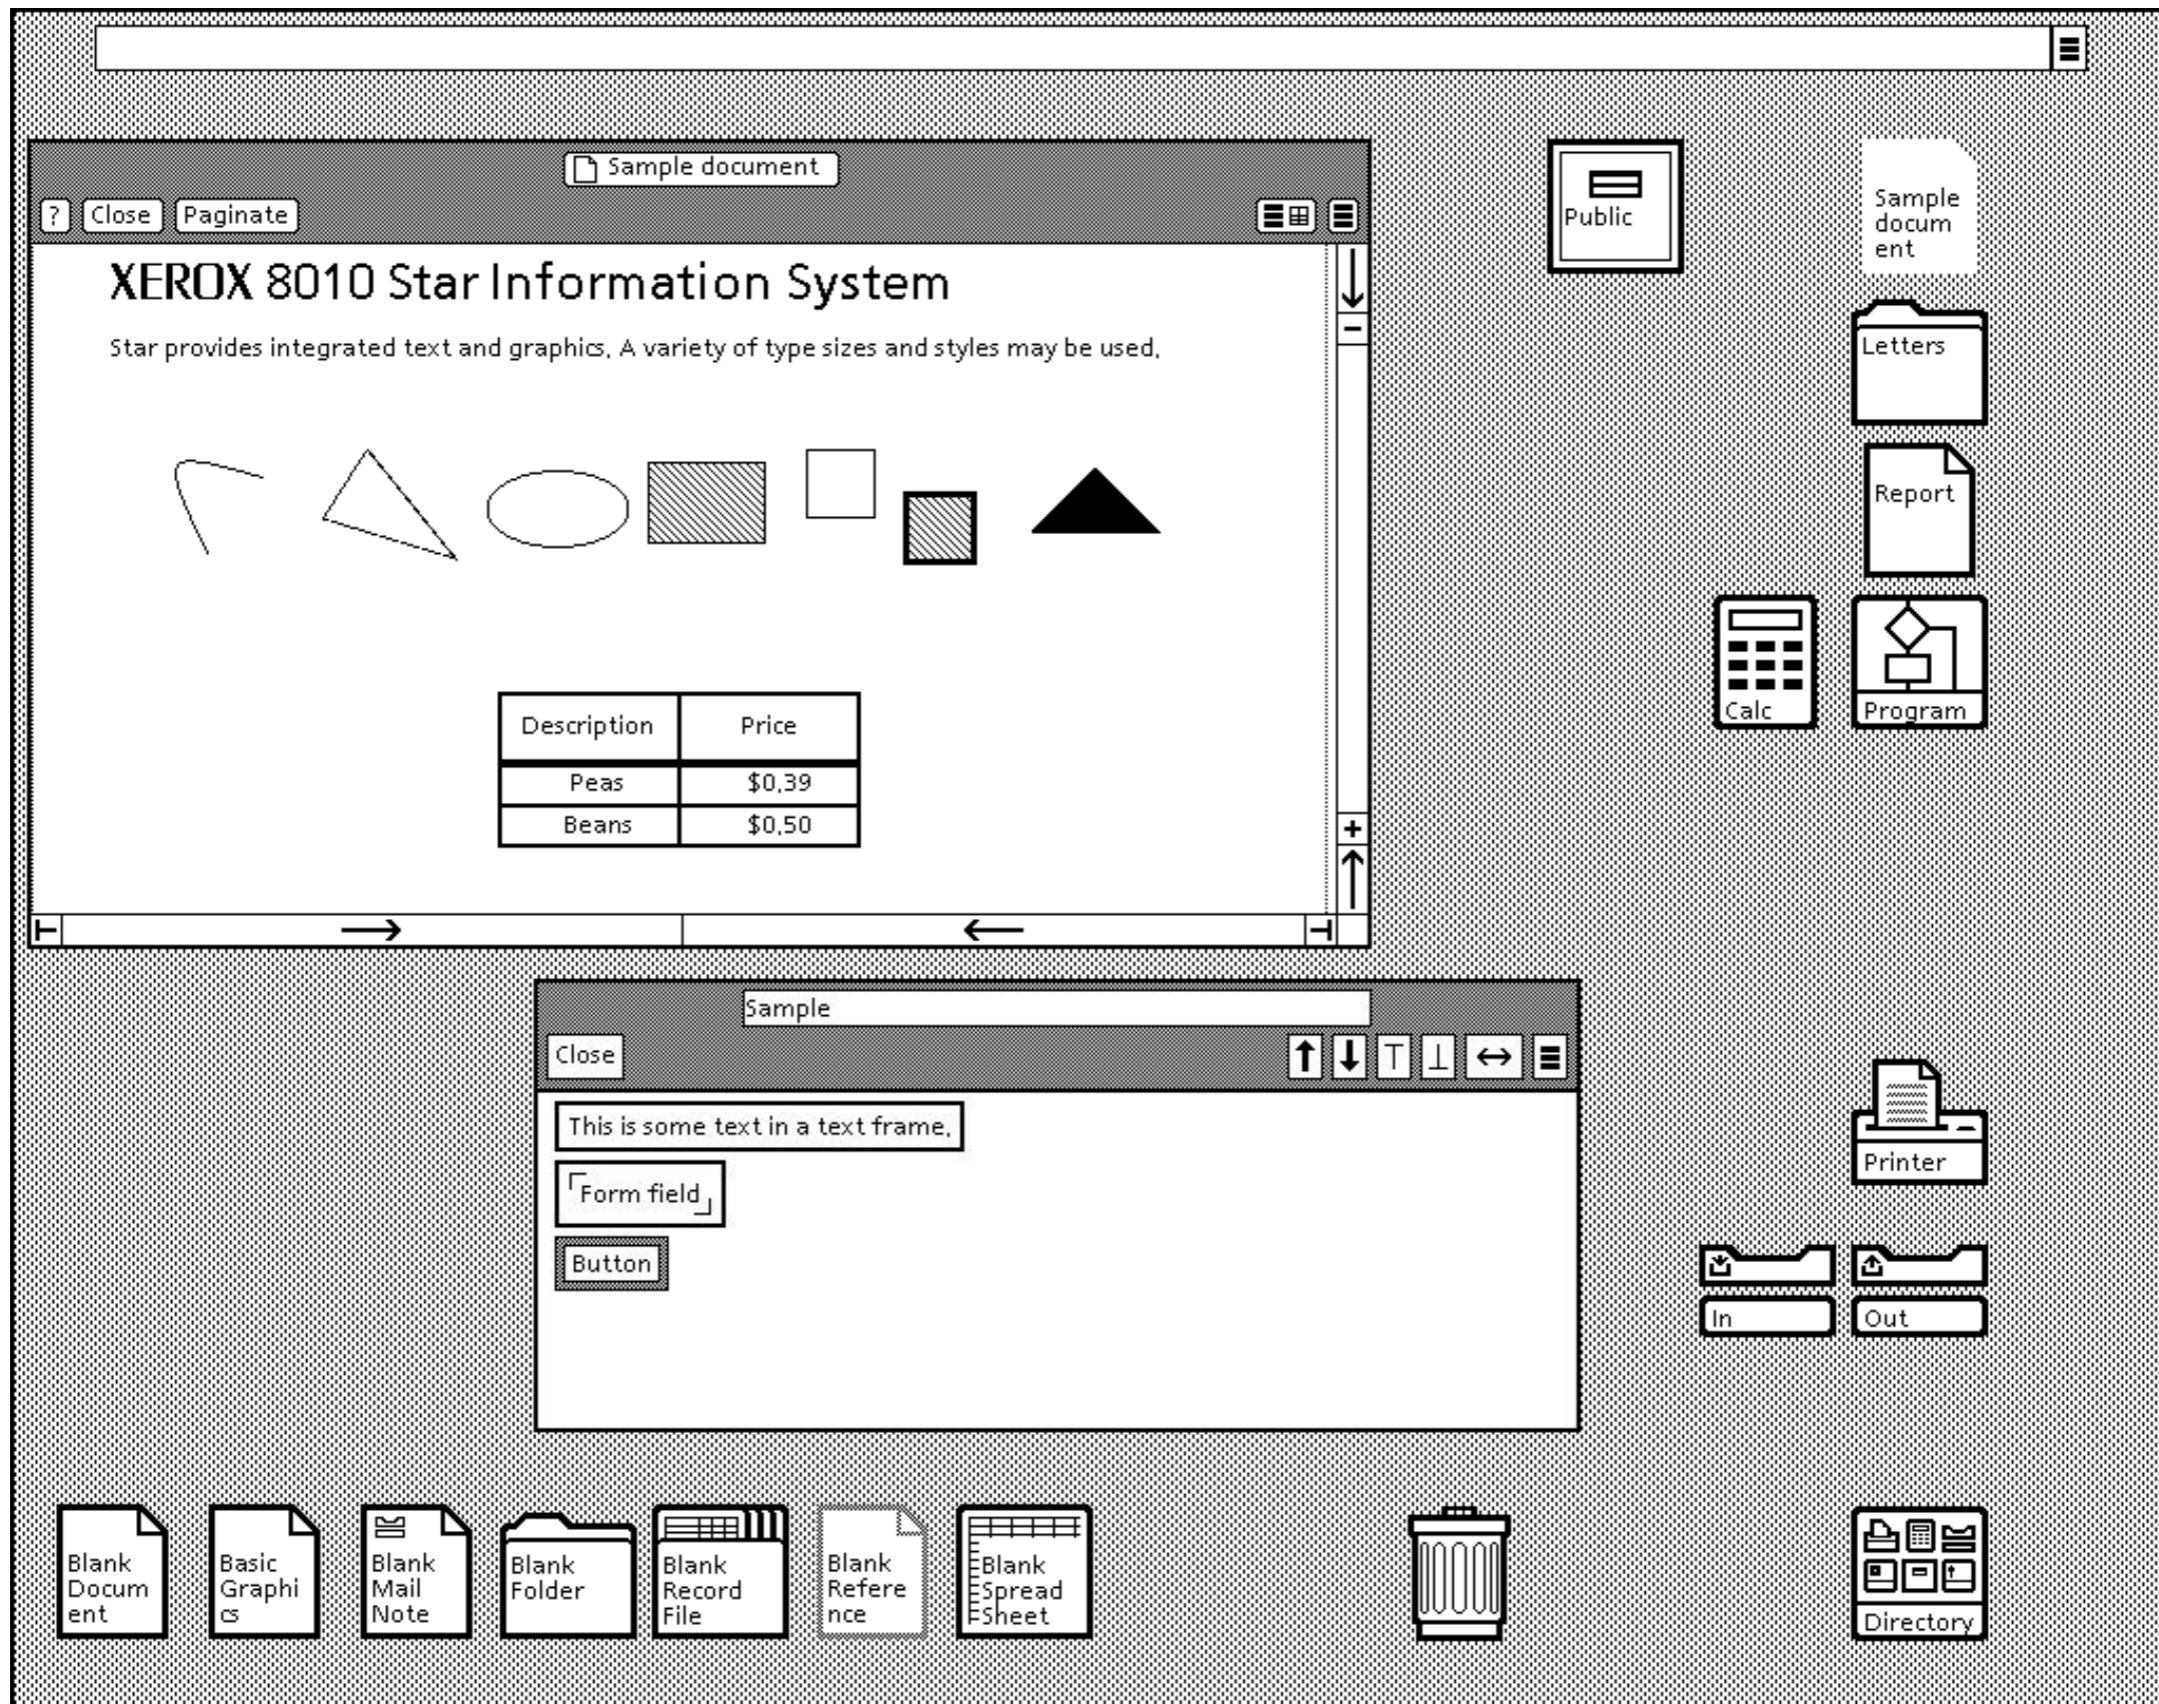 Sample document
? Close Paginate
XEROX 8010 Star Information System
Star provides integrated text and graphics. A variety of type sizes and styles may be used.
Description Price
Peas $0.39
Beans $0.50
Public
Sample
docum
ent
Letters
Report
Calc
Program
Sample
Close
This is some text in a text frame.
Form field
Button
Printer
In
Out
Blank
Docum
ent
Basic
Graphi
cs
Blank
Mail
Note
Blank
Folder
Blank
Record
File
Blank
Refere
nce
Blank
Spread
Sheet
Directory